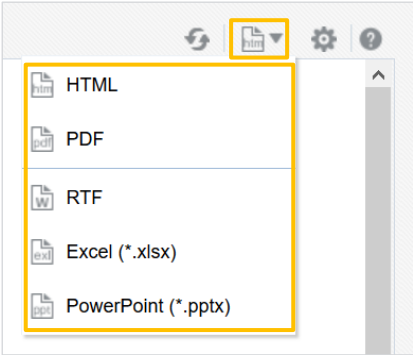 htm
?
htm HTML
pdf PDF
W RTF
exl Excel (*.xlsx)
ppt PowerPoint (*.pptx)